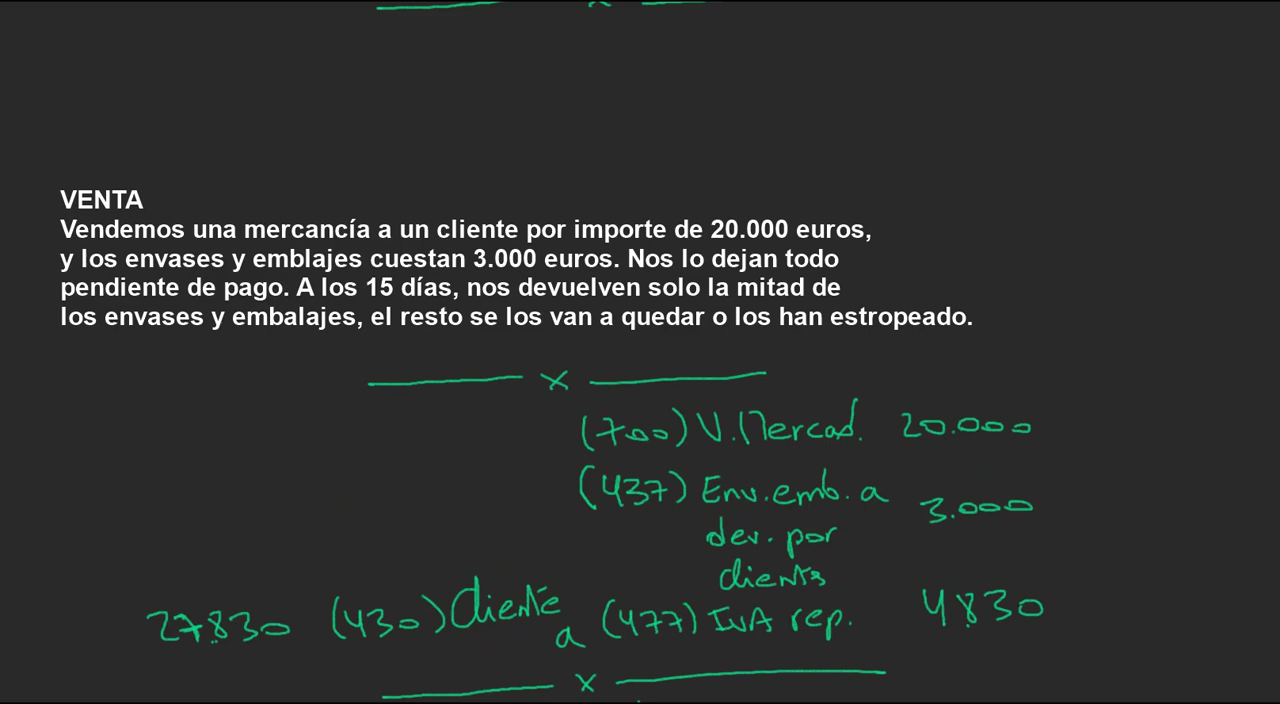 VENTA
Vendemos una mercancía a un cliente por importe de 20.000 euros,
y los envases y emblajes cuestan 3.000 euros. Nos lo dejan todo
pendiente de pago. A los 15 días, nos devuelven solo la mitad de
los envases y embalajes, el resto se los van a quedar o los han estropeado.
x
(700) V. Mercad. 20.000
(437) Env. emb. a 3.000
dev. por
clients
27.830 (430) Cliente a (477) IVA rep. 4.830
x